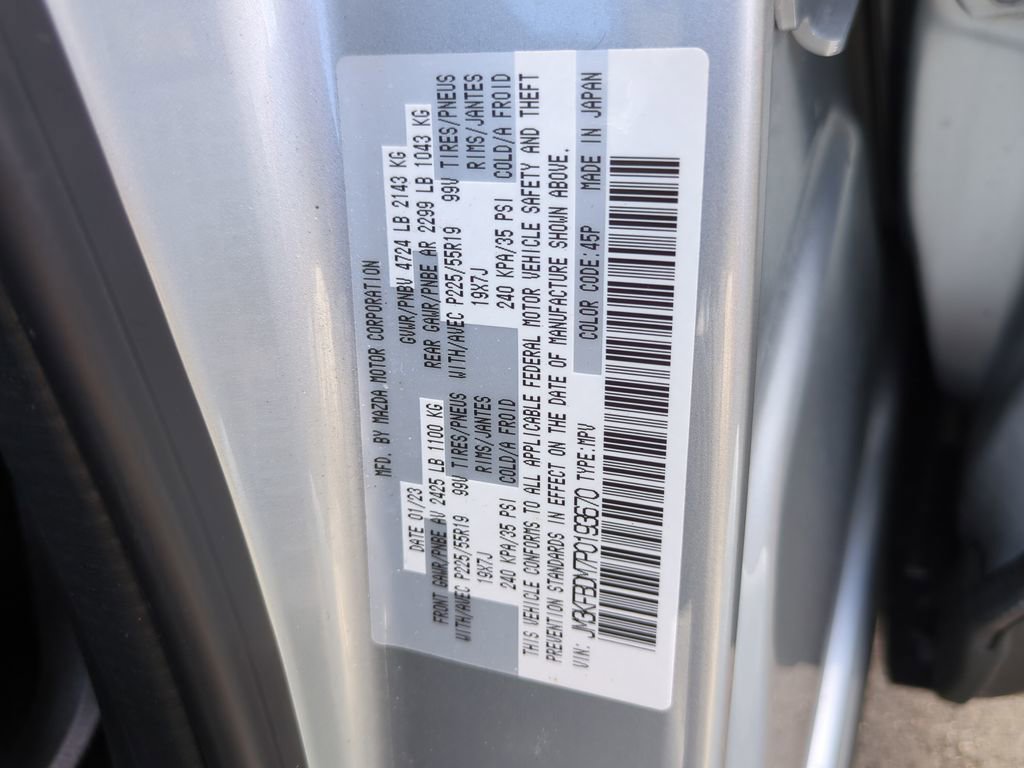 MFD. BY MAZDA MOTOR CORPORATION
DATE 01/23 GVWR/PNBV 4724 LB 2143 KG
FRONT GAWR/PNBE AV 2425 LB 1100 KG REAR GAWR/PNBE AR 2299 LB 1043 KG
WITH/AVEC P225/55R19 99V TIRES/PNEUS WITH/AVEC P225/55R19 99V TIRES/PNEUS
19X7J RIMS/JANTES 19X7J RIMS/JANTES
240 KPA/35 PSI COLD/A FROID 240 KPA/35 PSI COLD/A FROID
THIS VEHICLE CONFORMS TO ALL APPLICABLE FEDERAL MOTOR VEHICLE SAFETY AND THEFT
PREVENTION STANDARDS IN EFFECT ON THE DATE OF MANUFACTURE SHOWN ABOVE.
VIN: JM3KFBDY7P0193670 TYPE:MPV COLOR CODE:45P MADE IN JAPAN